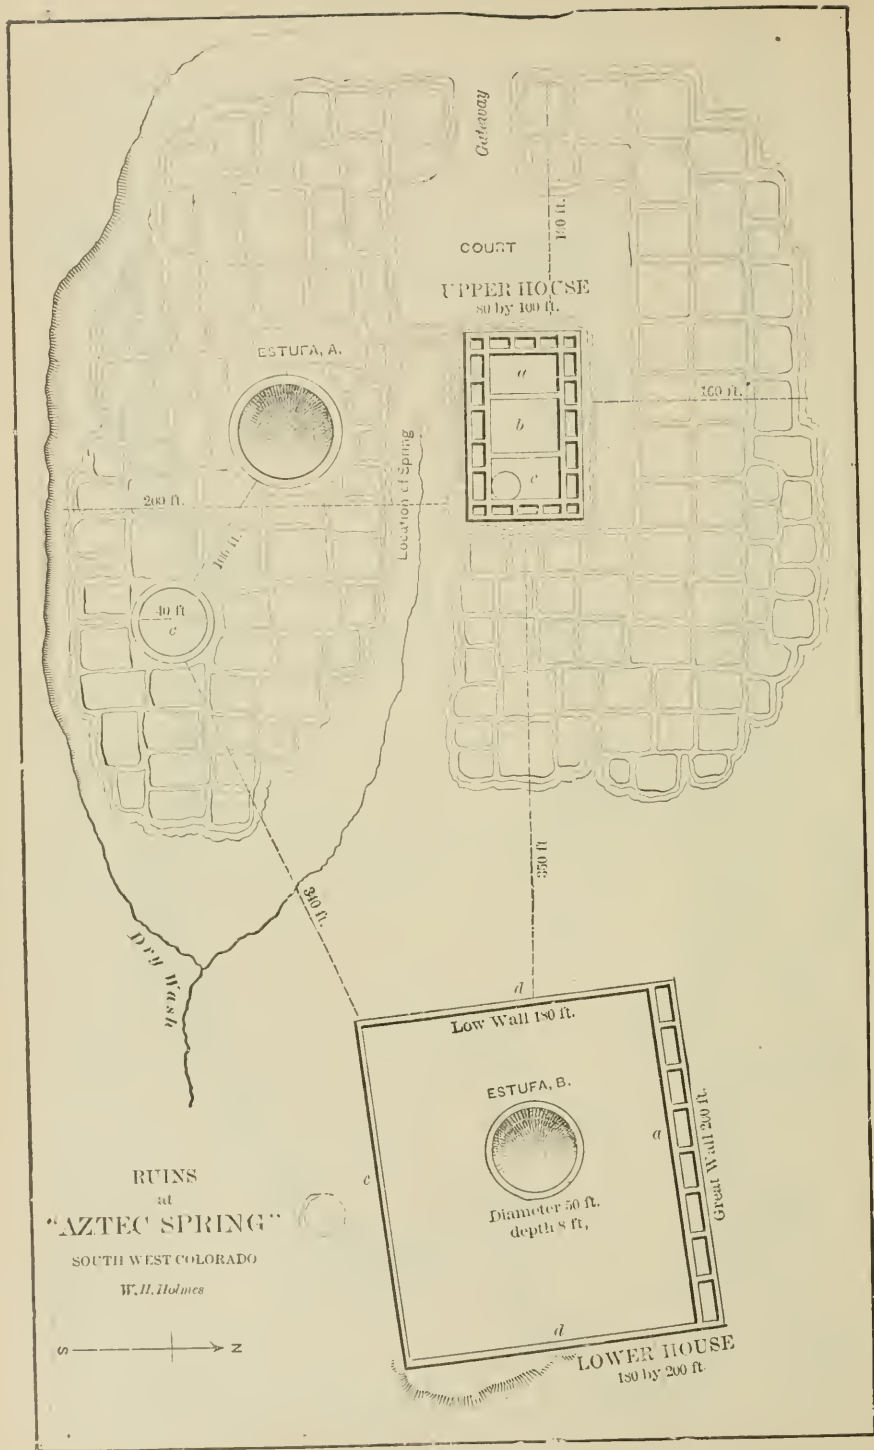 Gateway
COURT
180 ft.
UPPER HOUSE
80 by 100 ft.
ESTUFA, A.
a
b
c
160 ft.
Location of Spring
200 ft.
100 ft.
40 ft
c
350 ft
340 ft.
Dry Wash
d
Low Wall 180 ft.
ESTUFA, B.
a
Great Wall 200 ft.
c
Diameter 50 ft.
depth 8 ft,
d
LOWER HOUSE
180 by 200 ft.
RUINS
at
"AZTEC SPRING"
SOUTH WEST COLORADO
W. H. Holmes
S N